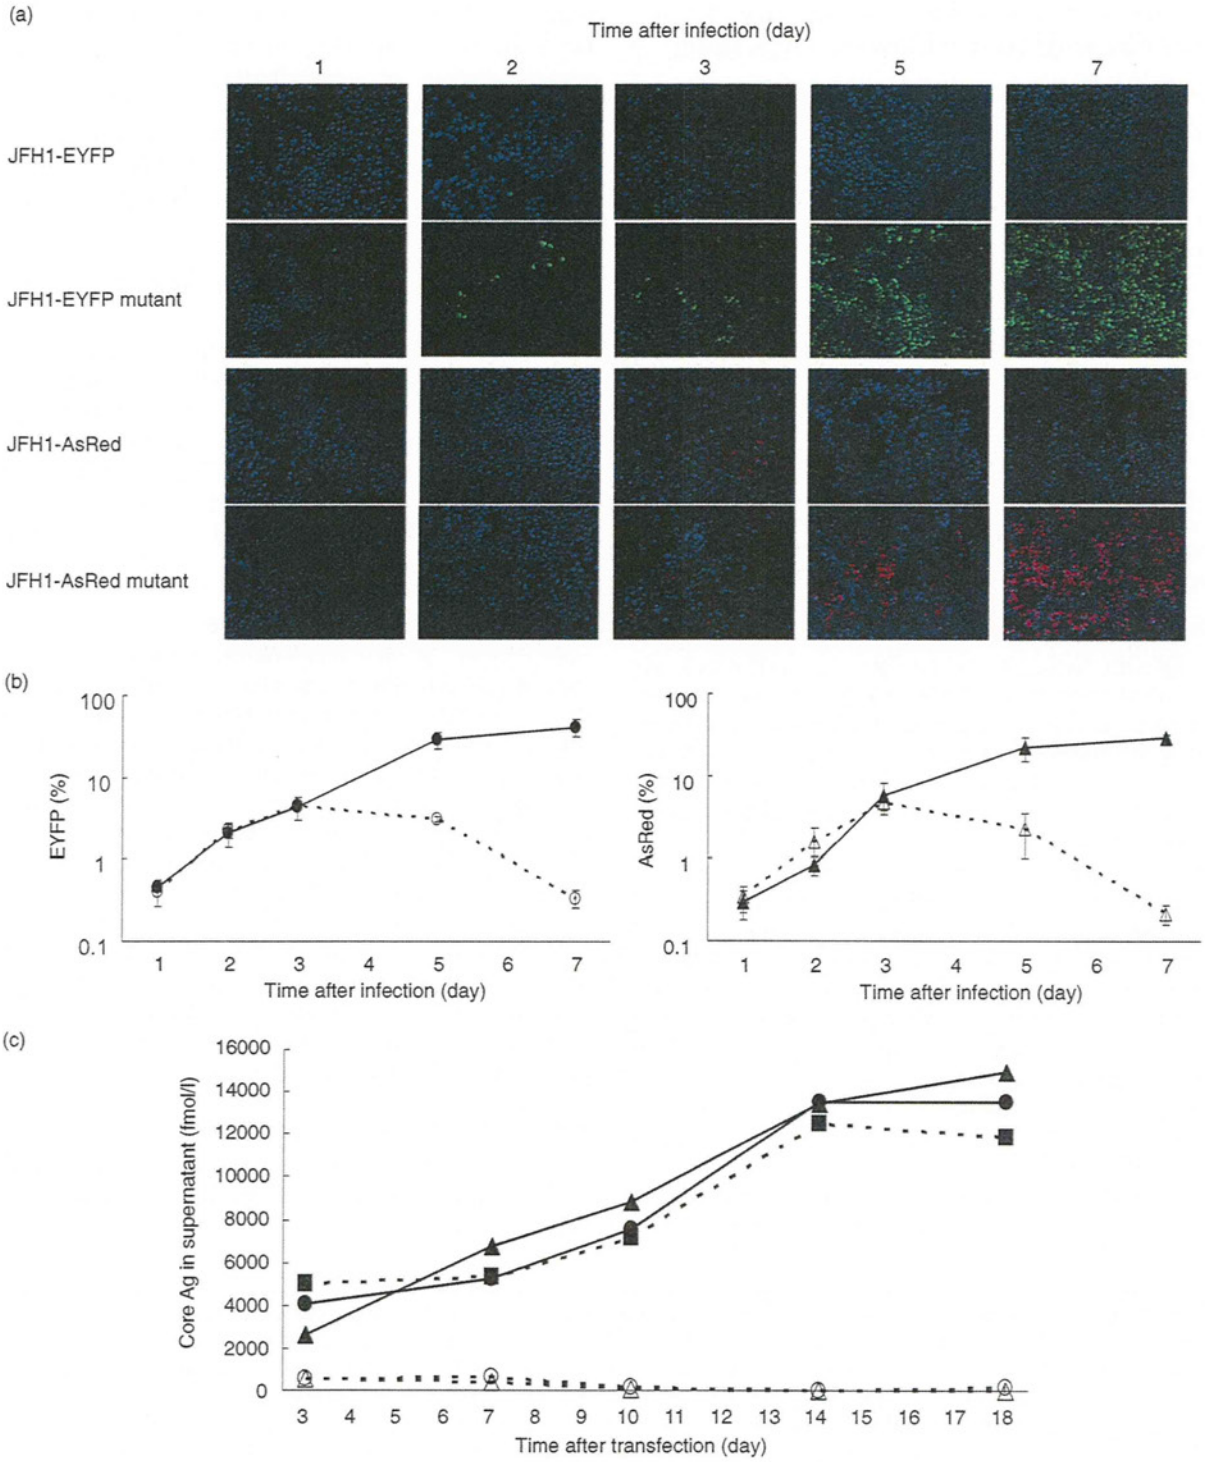 (a)
Time after infection (day)
1 2 3 5 7
JFH1-EYFP
JFH1-EYFP mutant
JFH1-AsRed
JFH1-AsRed mutant
(b)
100
10
1
0.1
EYFP (%)
1 2 3 4 5 6 7
Time after infection (day)
100
10
1
0.1
AsRed (%)
1 2 3 4 5 6 7
Time after infection (day)
(c)
16000
14000
12000
10000
8000
6000
4000
2000
0
Core Ag in supernatant (fmol/l)
3 4 5 6 7 8 9 10 11 12 13 14 15 16 17 18
Time after transfection (day)